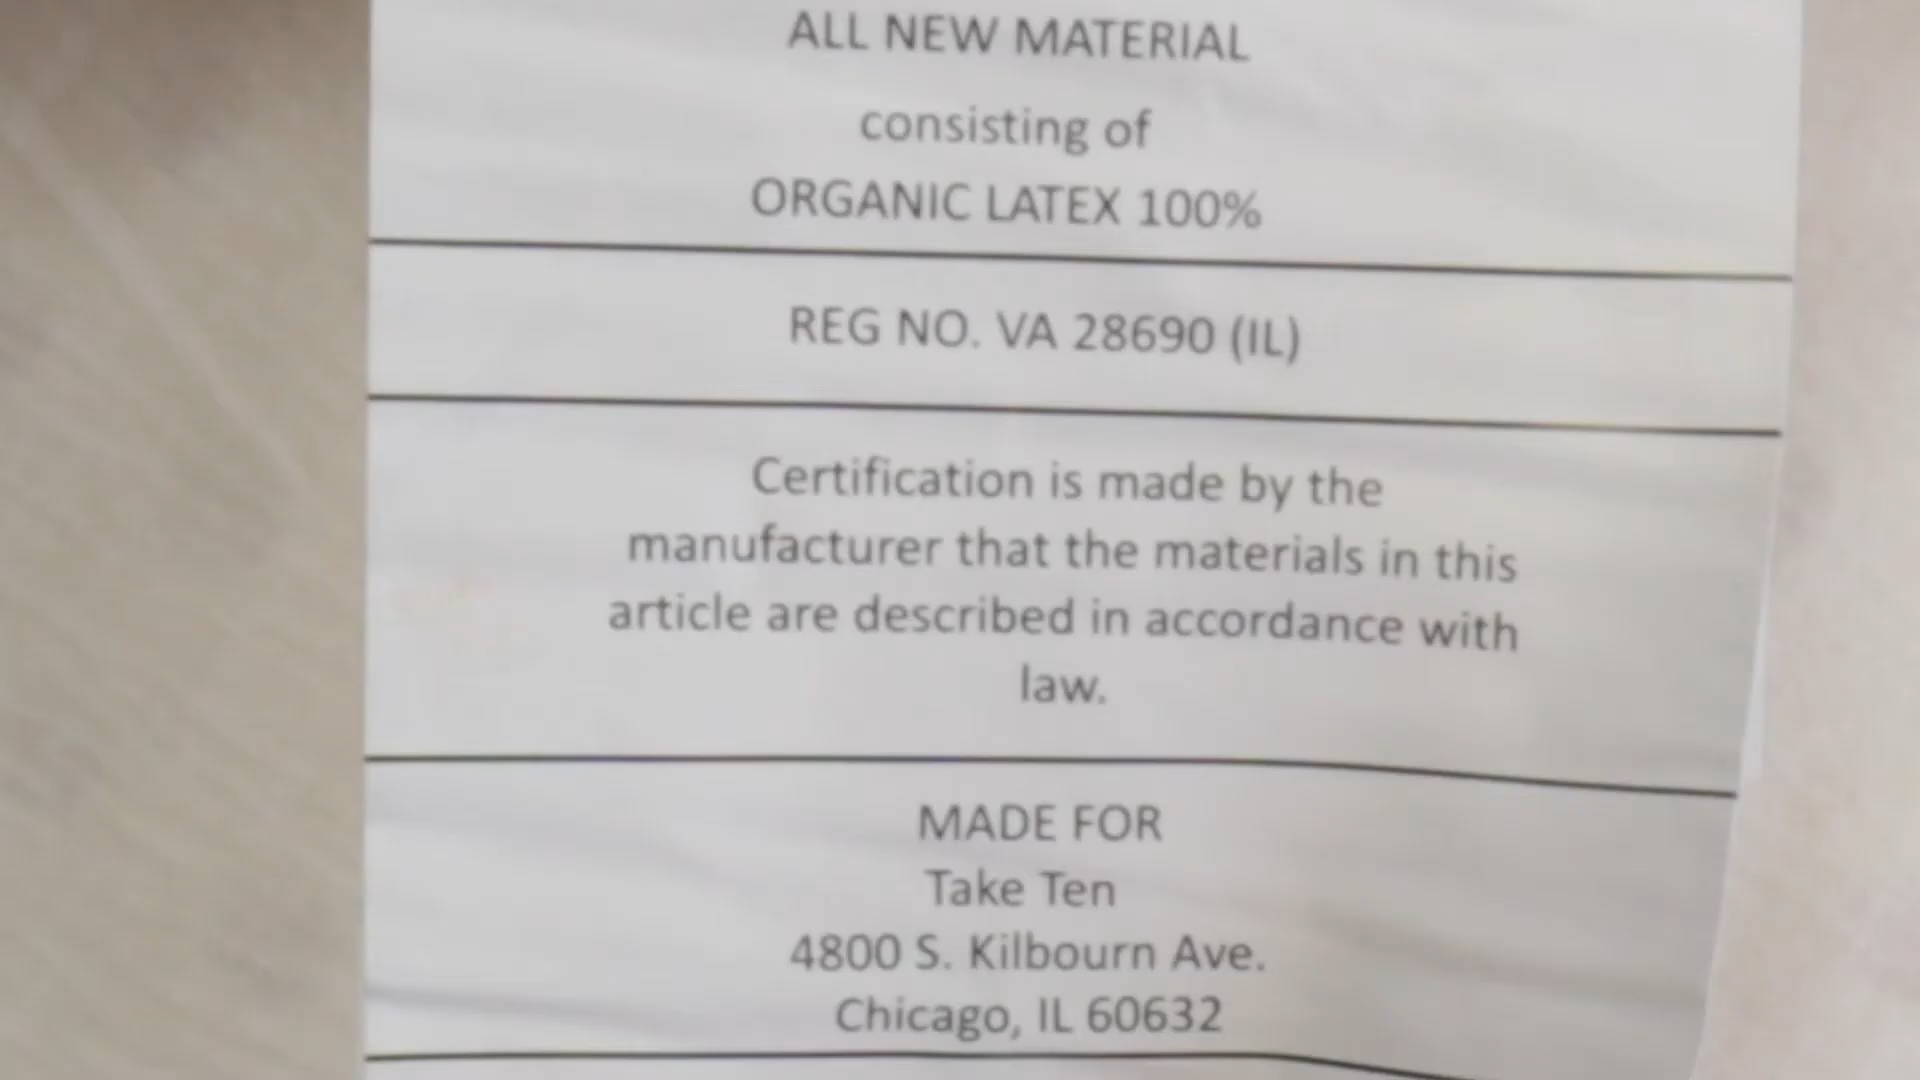 ALL NEW MATERIAL
consisting of
ORGANIC LATEX 100%
REG NO. VA 28690 (IL)
Certification is made by the
manufacturer that the materials in this
article are described in accordance with
law.
MADE FOR
Take Ten
4800 S. Kilbourn Ave.
Chicago, IL 60632